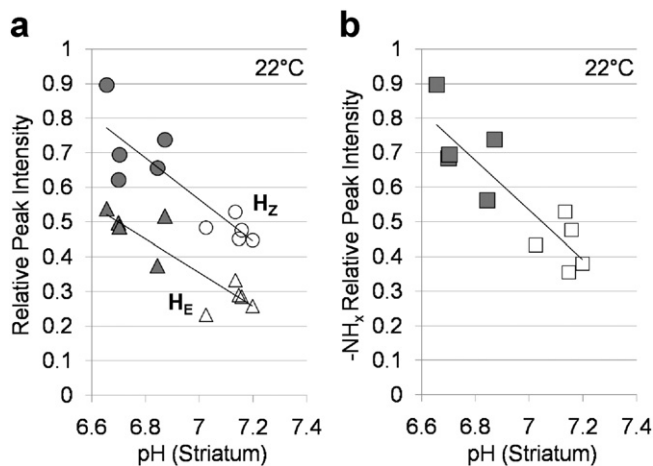 a
22°C
Relative Peak Intensity
1
0.9
0.8
0.7
0.6
0.5
0.4
0.3
0.2
0.1
0
H_Z
H_E
6.6 6.8 7 7.2 7.4
pH (Striatum)
b
22°C
-NHₓ Relative Peak Intensity
1
0.9
0.8
0.7
0.6
0.5
0.4
0.3
0.2
0.1
0
6.6 6.8 7 7.2 7.4
pH (Striatum)